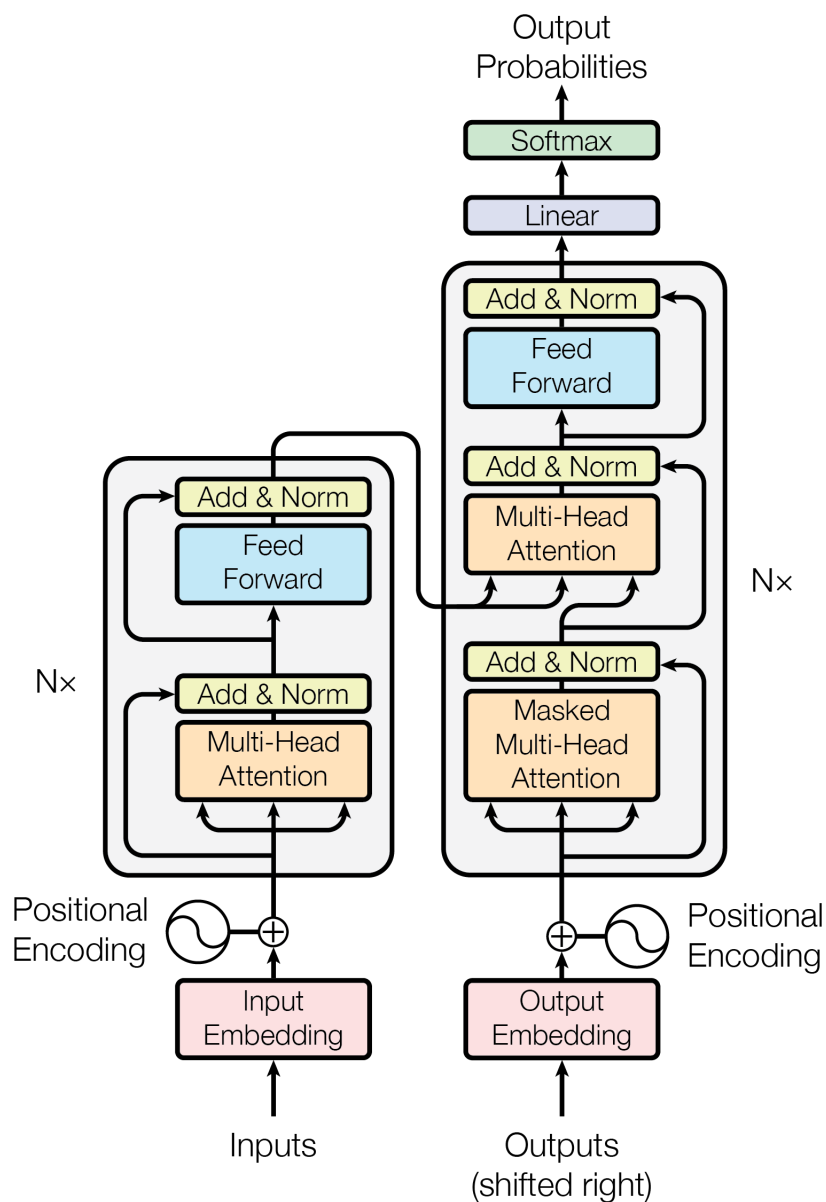 Output
Probabilities
Softmax
Linear
Add & Norm
Feed
Forward
Add & Norm
Multi-Head
Attention
Add & Norm
Masked
Multi-Head
Attention
Nx
Add & Norm
Feed
Forward
Add & Norm
Multi-Head
Attention
Nx
Positional
Encoding
Positional
Encoding
Input
Embedding
Output
Embedding
Inputs
Outputs
(shifted right)